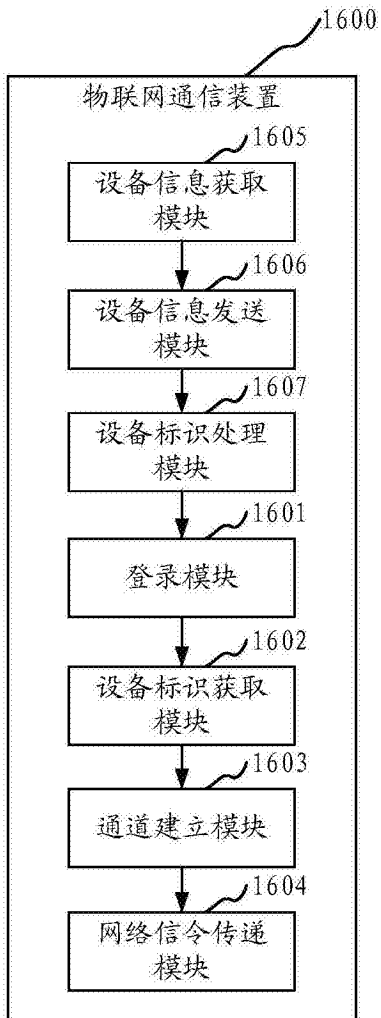 1600
物联网通信装置
1605
设备信息获取
模块
1606
设备信息发送
模块
1607
设备标识处理
模块
1601
登录模块
1602
设备标识获取
模块
1603
通道建立模块
1604
网络信令传递
模块